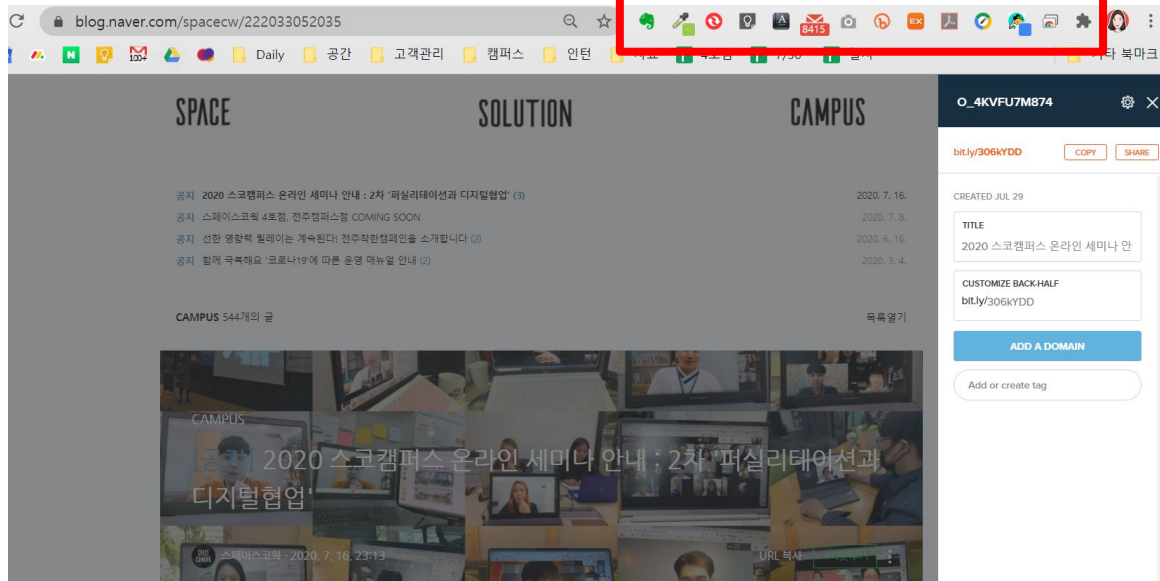 blog.naver.com/spacecw/222033052035
8415
EX
N
100+
Daily
공간
고객관리
캠퍼스
인턴
북마크
SPACE
SOLUTION
CAMPUS
공지 2020 스코캠퍼스 온라인 세미나 안내 : 2차 '퍼실리테이션과 디지털협업' (3) 2020. 7. 16.
공지 스페이스코웍 4호점, 전주캠퍼스점 COMING SOON 2020. 7. 8.
공지 선한 영향력 릴레이는 계속된다! 전주착한캠페인을 소개합니다 (2) 2020. 6. 16.
공지 함께 극복해요 '코로나19'에 따른 운영 매뉴얼 안내 (2) 2020. 3. 4.
CAMPUS 544개의 글
목록열기
CAMPUS
[공지] 2020 스코캠퍼스 온라인 세미나 안내 : 2차 '퍼실리테이션과
디지털협업'
스페이스코웍 · 2020. 7. 16. 23:13
URL 복사
O_4KVFU7M874
bit.ly/306kYDD
COPY
SHARE
CREATED JUL 29
TITLE
2020 스코캠퍼스 온라인 세미나 안
CUSTOMIZE BACK-HALF
bit.ly/306kYDD
ADD A DOMAIN
Add or create tag